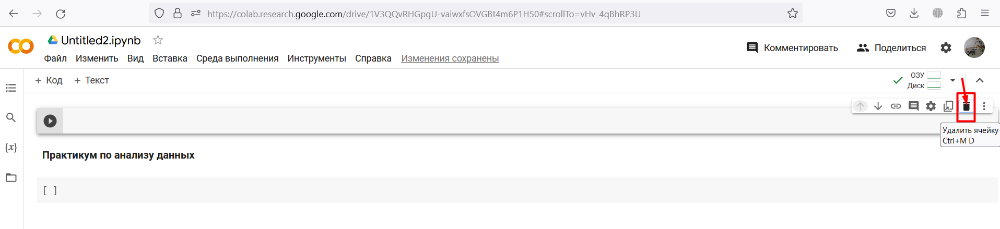 https://colab.research.google.com/drive/1V3QQvRHGpgU-vaiwxfsOVGBt4m6P1H50#scrollTo=vHv_4qBhRP3U
Untitled2.ipynb
Файл Изменить Вид Вставка Среда выполнения Инструменты Справка Изменения сохранены
Комментировать Поделиться
+ Код + Текст
ОЗУ
Диск
{x}
Удалить ячейку
Ctrl+M D
Практикум по анализу данных
[ ]